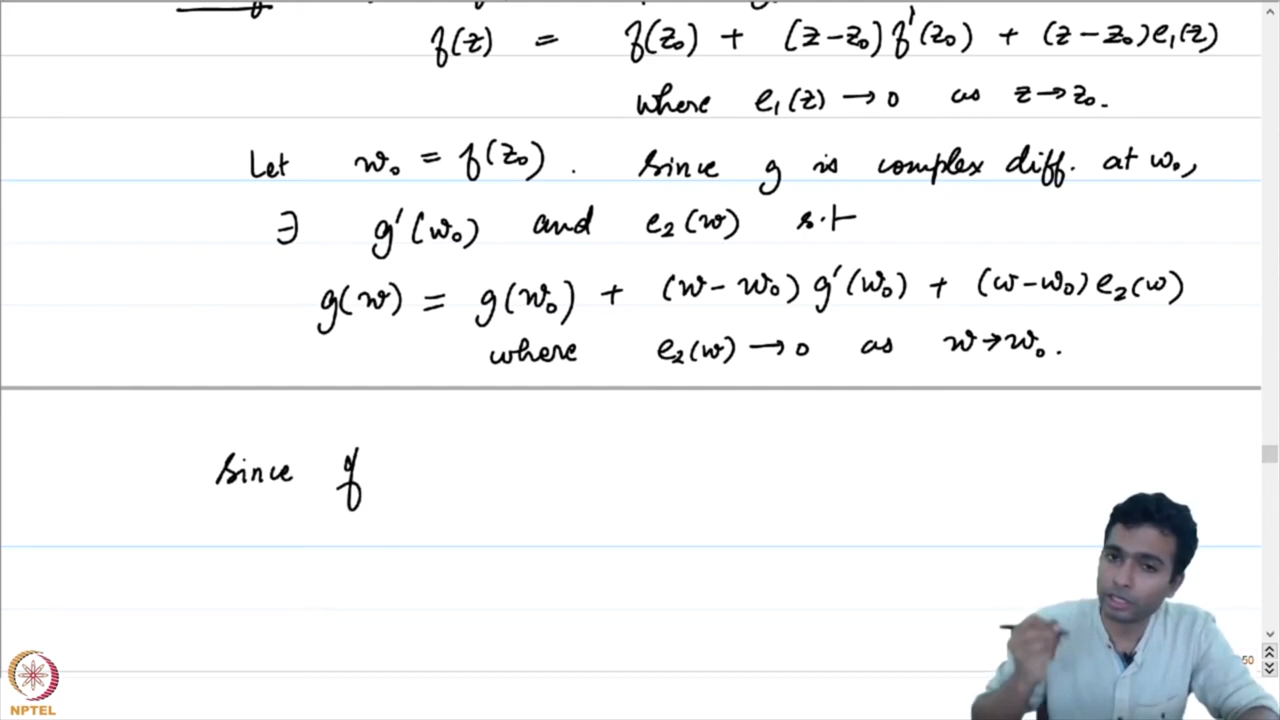 f(z) = f(z₀) + (z-z₀)f'(z₀) + (z-z₀)e₁(z)
where e₁(z) → 0 as z→z₀.
Let w₀ = f(z₀). Since g is complex diff. at w₀,
∃ g'(w₀) and e₂(w) s.t
g(w) = g(w₀) + (w-w₀) g'(w₀) + (w-w₀) e₂(w)
where e₂(w) → 0 as w→w₀.
Since f
50
NPTEL